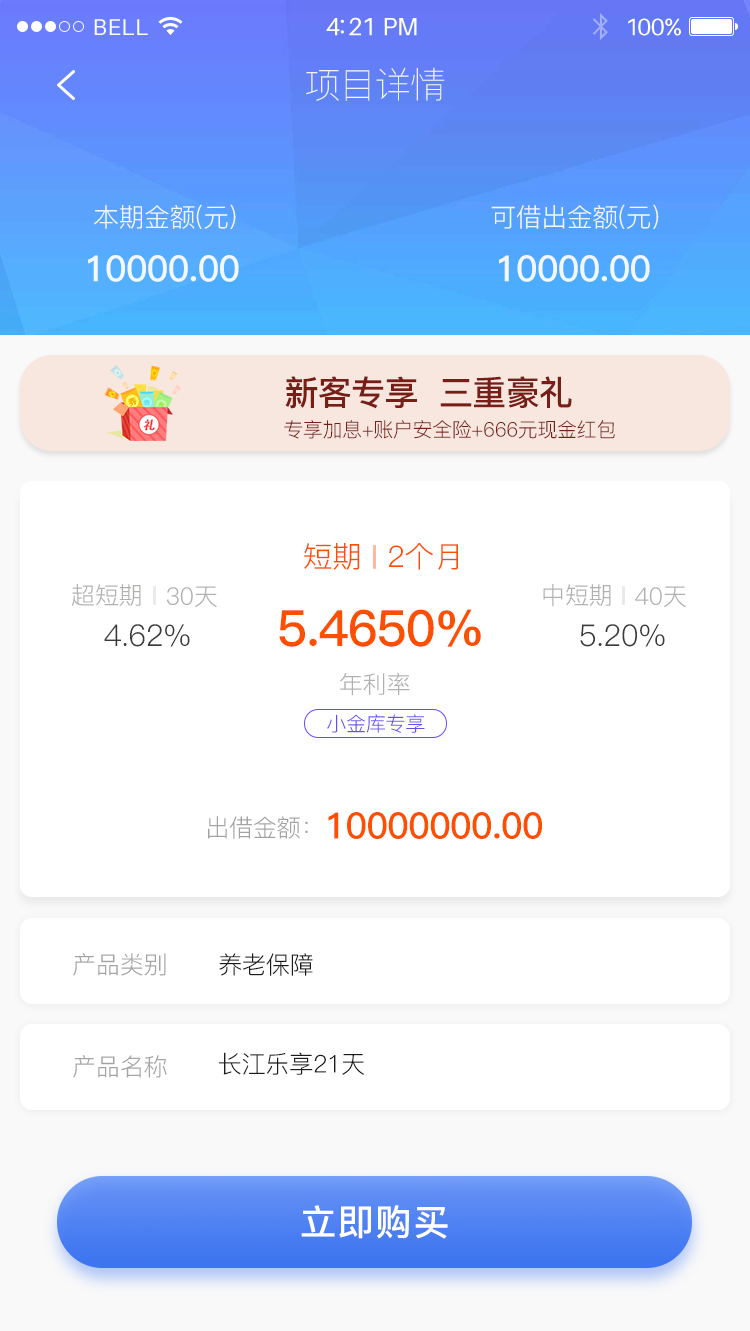 BELL 4:21 PM 100%
项目详情
本期金额(元) 可借出金额(元)
10000.00 10000.00
新客专享 三重豪礼
礼
专享加息+账户安全险+666元现金红包
短期 | 2个月
超短期 | 30天 中短期 | 40天
4.62% 5.4650% 5.20%
年利率
小金库专享
出借金额: 10000000.00
产品类别 养老保障
产品名称 长江乐享21天
立即购买